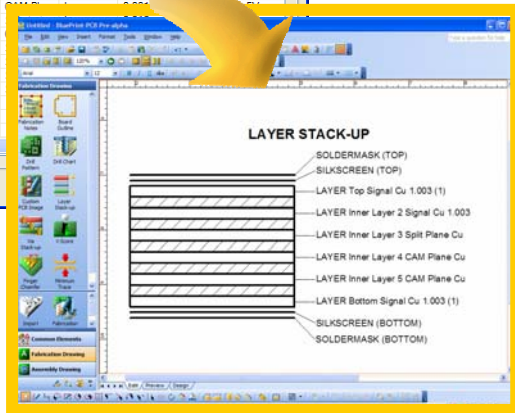 Untitled - BluePrint-PCB Pre-alpha
File Edit View Insert Format Tools Window Help
120%
Arial
12
Fabrication Drawing
Fabrication Notes
Board Outline
Drill Pattern
Drill Chart
Custom PCB Image
Layer Stack-up
Via Stack-up
V-Score
Finger Chamfer
Minimum Trace
Import
Fabrication
Common Elements
Fabrication Drawing
Assembly Drawing
LAYER STACK-UP
SOLDERMASK (TOP)
SILKSCREEN (TOP)
LAYER Top Signal Cu 1.003 (1)
LAYER Inner Layer 2 Signal Cu 1.003
LAYER Inner Layer 3 Split Plane Cu
LAYER Inner Layer 4 CAM Plane Cu
LAYER Inner Layer 5 CAM Plane Cu
LAYER Bottom Signal Cu 1.003 (1)
SILKSCREEN (BOTTOM)
SOLDERMASK (BOTTOM)
Edit Preview Design